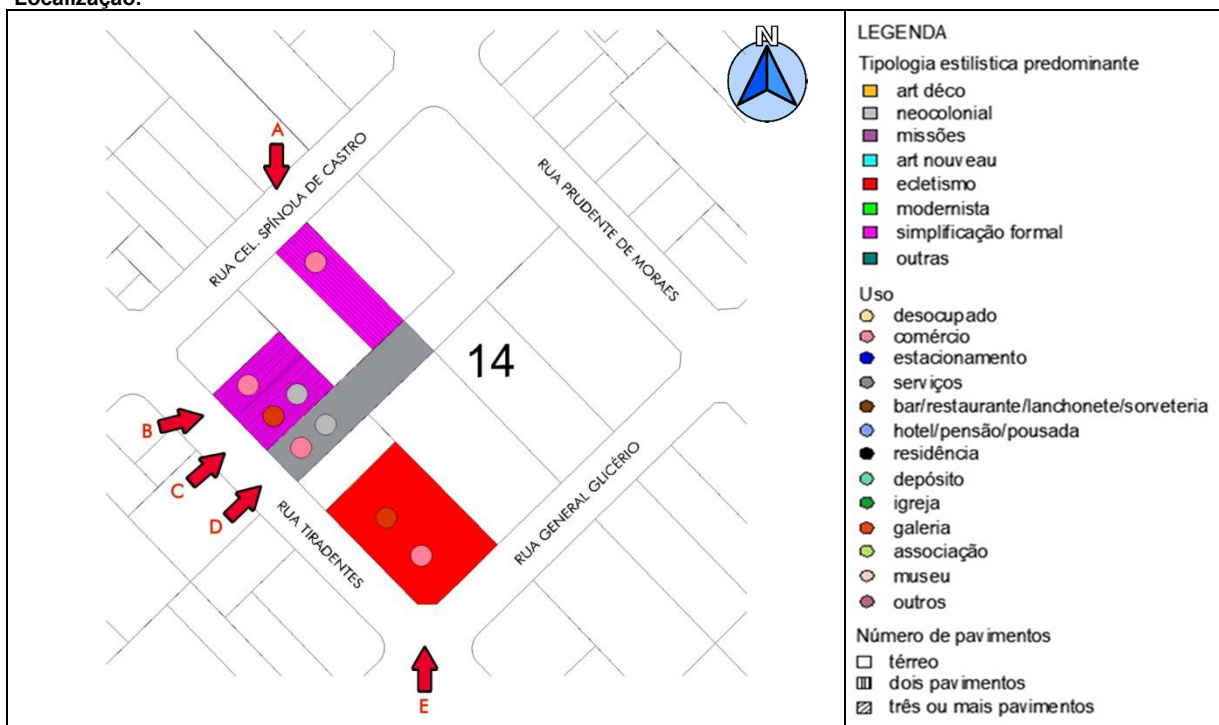 Localização:
N
A
RUA CEL. SPÍNOLA DE CASTRO
RUA PRUDENTE DE MORAES
14
B
C
D
RUA TIRADENTES
RUA GENERAL GLICÉRIO
E
LEGENDA
Tipologia estilística predominante
art déco
neocolonial
missões
art nouveau
ecletismo
modernista
simplificação formal
outras
Uso
desocupado
comércio
estacionamento
serviços
bar/restaurante/lanchonete/sorveteria
hotel/pensão/pousada
residência
depósito
igreja
galeria
associação
museu
outros
Número de pavimentos
térreo
dois pavimentos
três ou mais pavimentos